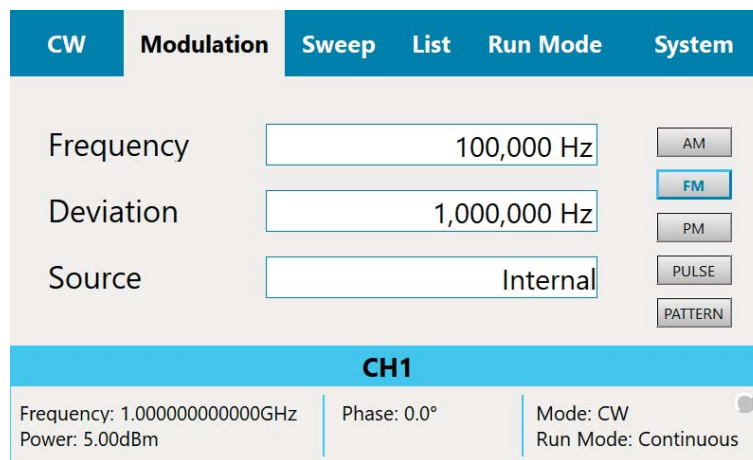 CW Modulation Sweep List Run Mode System
Frequency 100,000 Hz AM
FM
Deviation 1,000,000 Hz
PM
Source Internal PULSE
PATTERN
CH1
Frequency: 1.000000000000GHz Phase: 0.0° Mode: CW
Power: 5.00dBm Run Mode: Continuous